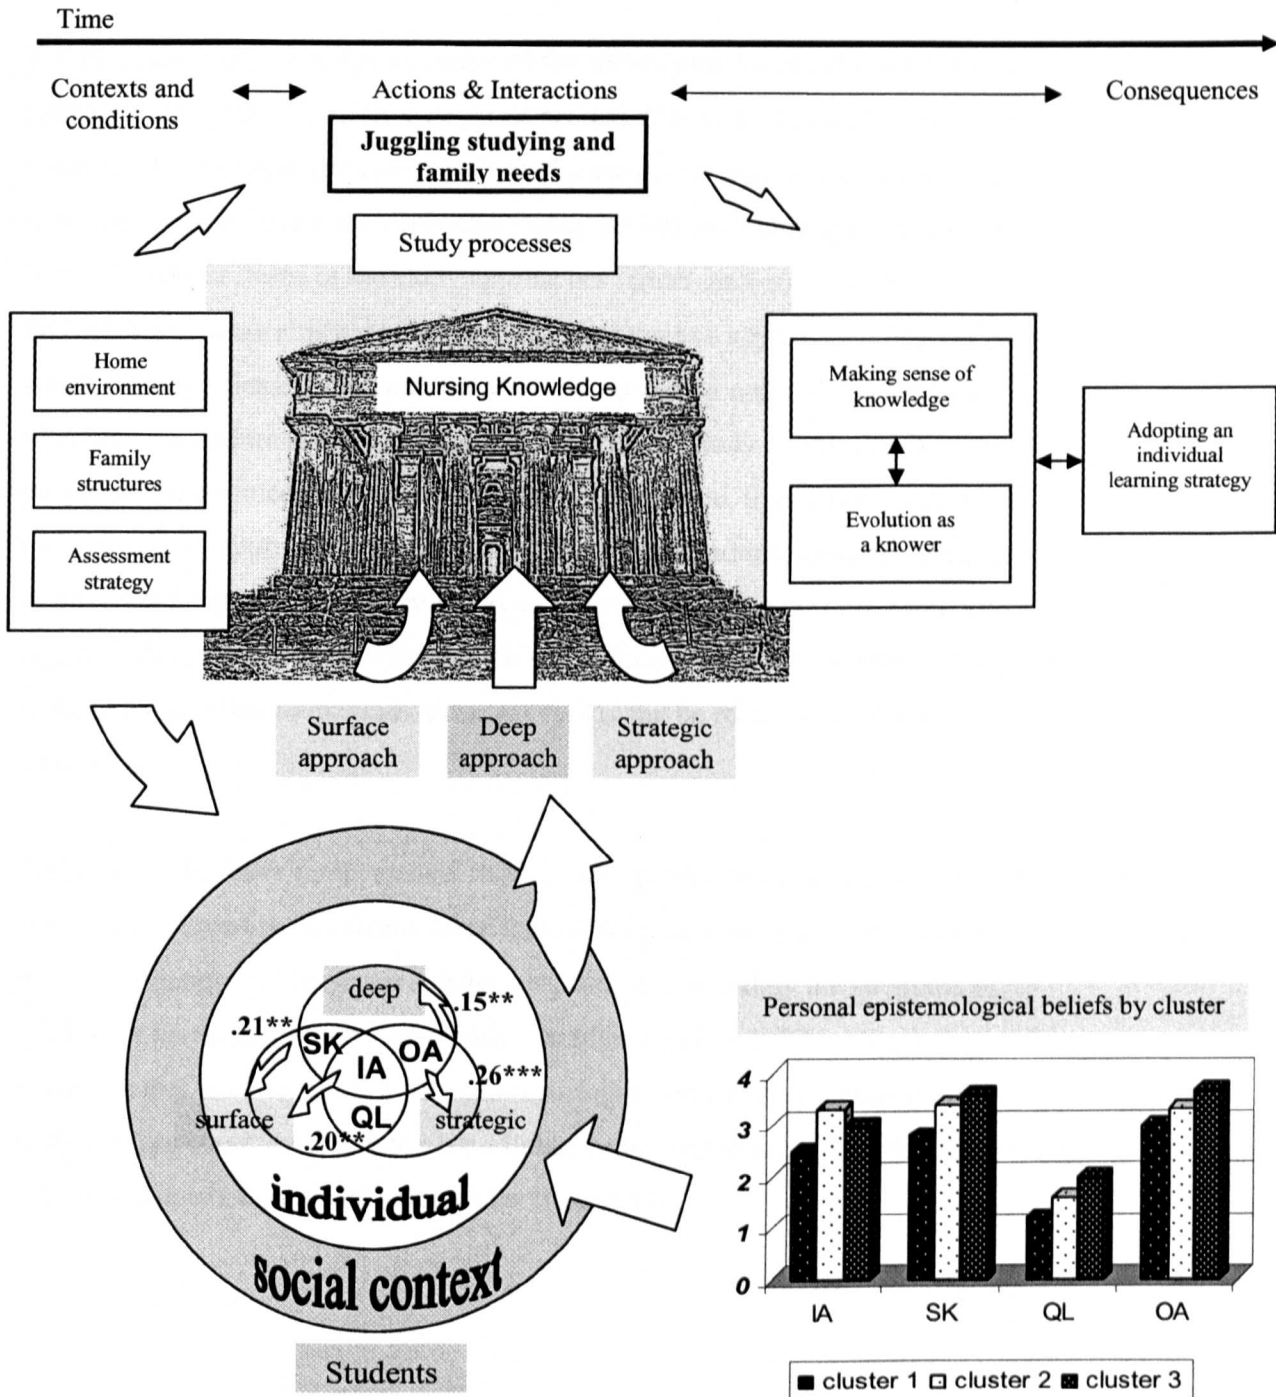 Time
Contexts and
conditions
Actions & Interactions
Consequences
Juggling studying and
family needs
Study processes
Home
environment
Family
structures
Assessment
strategy
Nursing Knowledge
Making sense of
knowledge
Evolution as
a knower
Adopting an
individual
learning strategy
Surface
approach
Deep
approach
Strategic
approach
deep
.15**
.21**
SK
OA
IA
.26***
surface
QL
strategic
.20**
individual
social context
Students
Personal epistemological beliefs by cluster
4
3
2
1
0
IA
SK
QL
OA
cluster 1
cluster 2
cluster 3